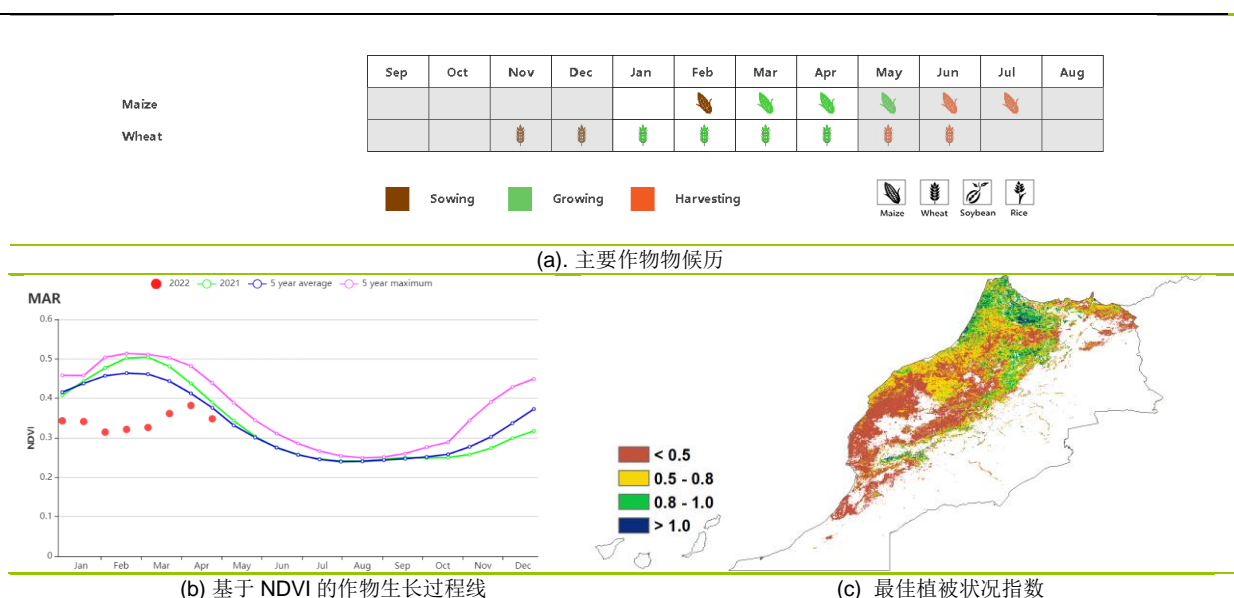 Sep Oct Nov Dec Jan Feb Mar Apr May Jun Jul Aug
Maize
Wheat
Sowing Growing Harvesting
Maize Wheat Soybean Rice
(a). 主要作物物候历
2022 2021 5 year average 5 year maximum
MAR
0.6
0.5
0.4
0.3
0.2
0.1
0
NDVI
Jan Feb Mar Apr May Jun Jul Aug Sep Oct Nov Dec
< 0.5
0.5 - 0.8
0.8 - 1.0
> 1.0
(b) 基于 NDVI 的作物生长过程线
(c) 最佳植被状况指数